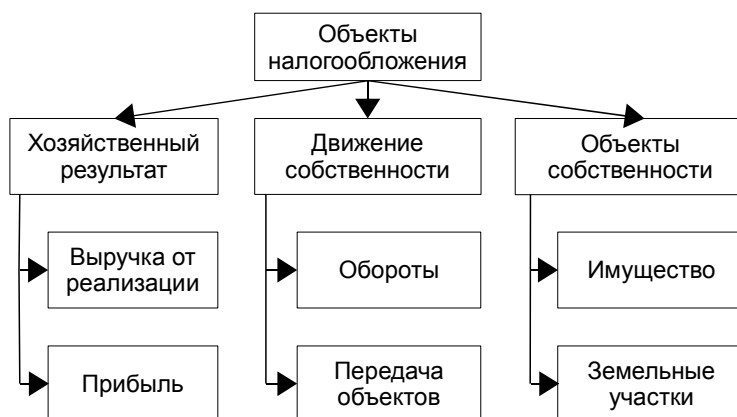 Объекты
налогообложения
Хозяйственный
результат
Движение
собственности
Объекты
собственности
Выручка от
реализации
Обороты
Имущество
Прибыль
Передача
объектов
Земельные
участки